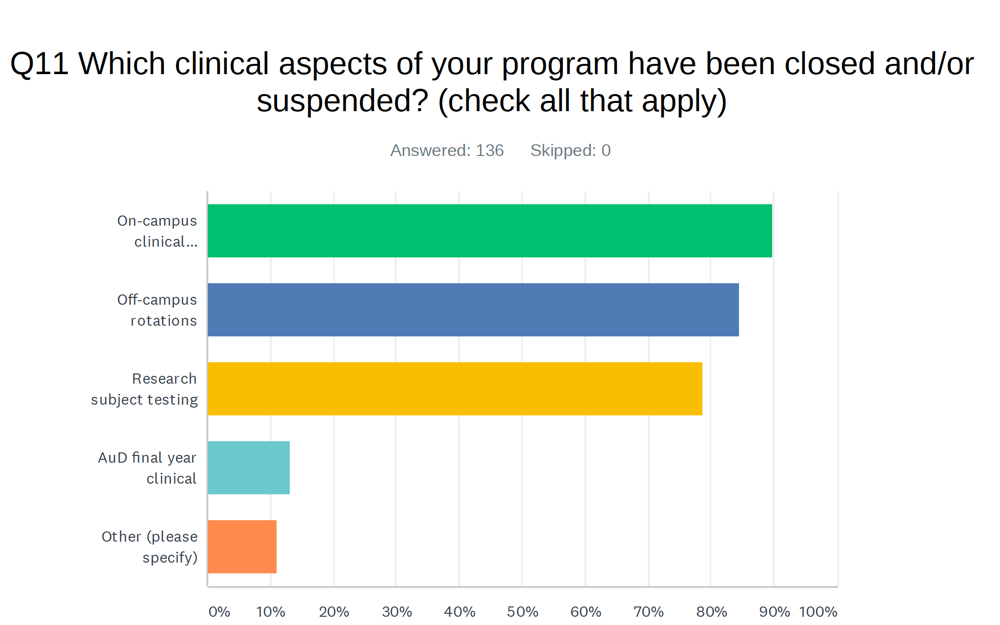 Q11 Which clinical aspects of your program have been closed and/or
suspended? (check all that apply)
Answered: 136 Skipped: 0
On-campus
clinical...
Off-campus
rotations
Research
subject testing
AuD final year
clinical
Other (please
specify)
0% 10% 20% 30% 40% 50% 60% 70% 80% 90% 100%